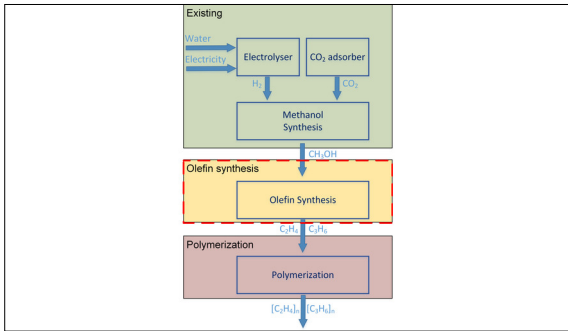 Existing
Water
Electricity
Electrolyser
CO₂ adsorber
H₂
CO₂
Methanol
Synthesis
CH₃OH
Olefin synthesis
Olefin Synthesis
C₂H₄ C₃H₆
Polymerization
Polymerization
[C₂H₄]ₙ [C₃H₆]ₙ